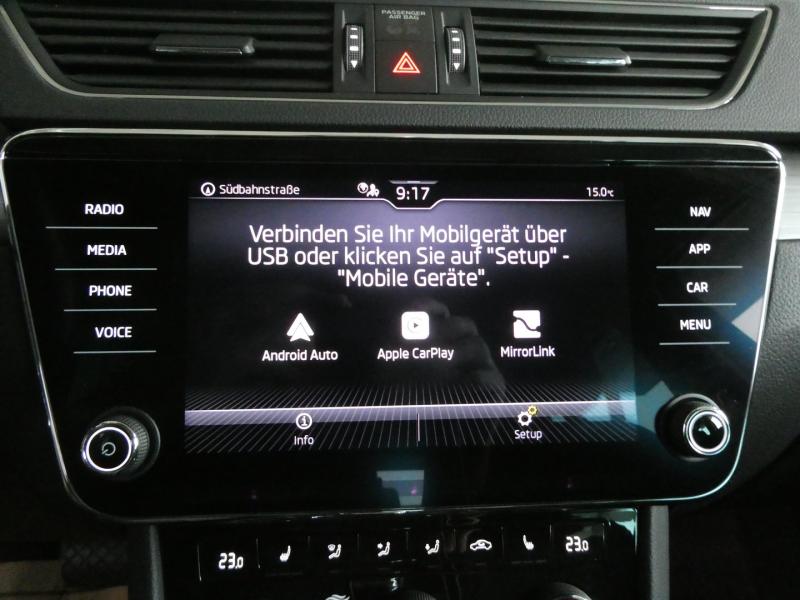 PASSENGER
AIR BAG
Südbahnstraße
9:17
15.0°C
RADIO
MEDIA
PHONE
VOICE
NAV
APP
CAR
MENU
Verbinden Sie Ihr Mobilgerät über
USB oder klicken Sie auf "Setup" -
"Mobile Geräte".
Android Auto
Apple CarPlay
MirrorLink
Info
Setup
23.0
23.0